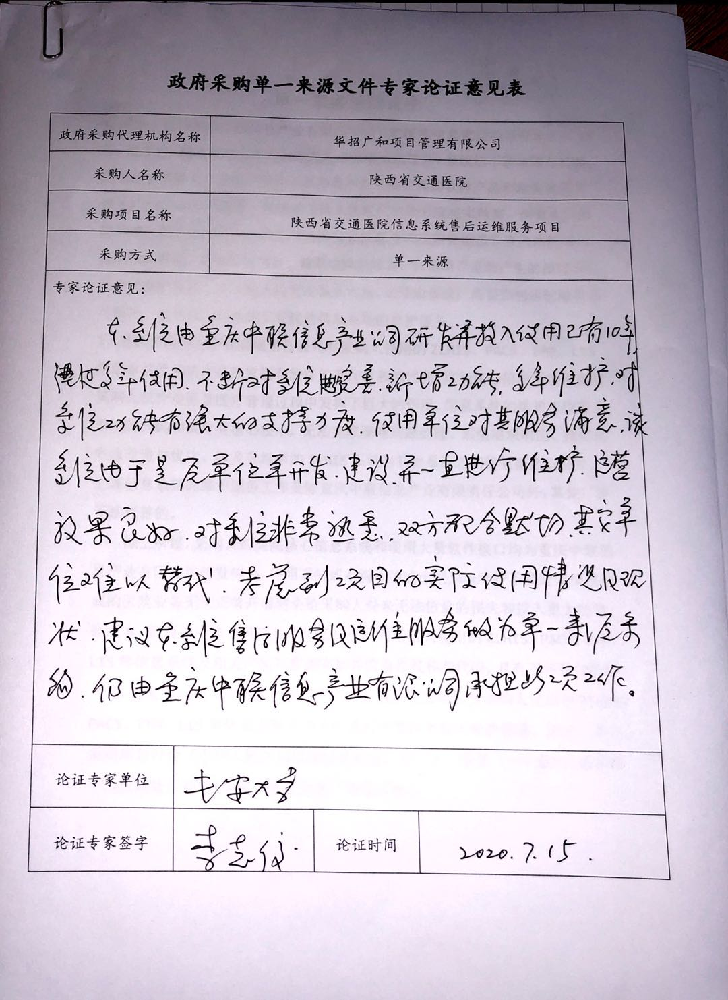 政府采购单一来源文件专家论证意见表
政府采购代理机构名称 华招广和项目管理有限公司
采购人名称 陕西省交通医院
采购项目名称 陕西省交通医院信息系统售后运维服务项目
采购方式 单一来源
专家论证意见：
本系统由重庆中联信息产业公司研发并投入使用已有10年,
通过多年使用、不断对系统完善、新增功能，多年维护，对
系统功能有强大的支持力度、使用单位对其服务满意、该
系统由于是原单位开发、建设、并一直进行维护、运营
效果良好、对系统非常熟悉、双方配合默切、其它单
位难以替代、考虑到项目的实际使用情况及现
状、建议本系统售后服务及运维服务做为单一来源采
购、仍由重庆中联信息产业有限公司承担此项工作。
论证专家单位 长安大学
论证专家签字 论证时间 2020.7.15.